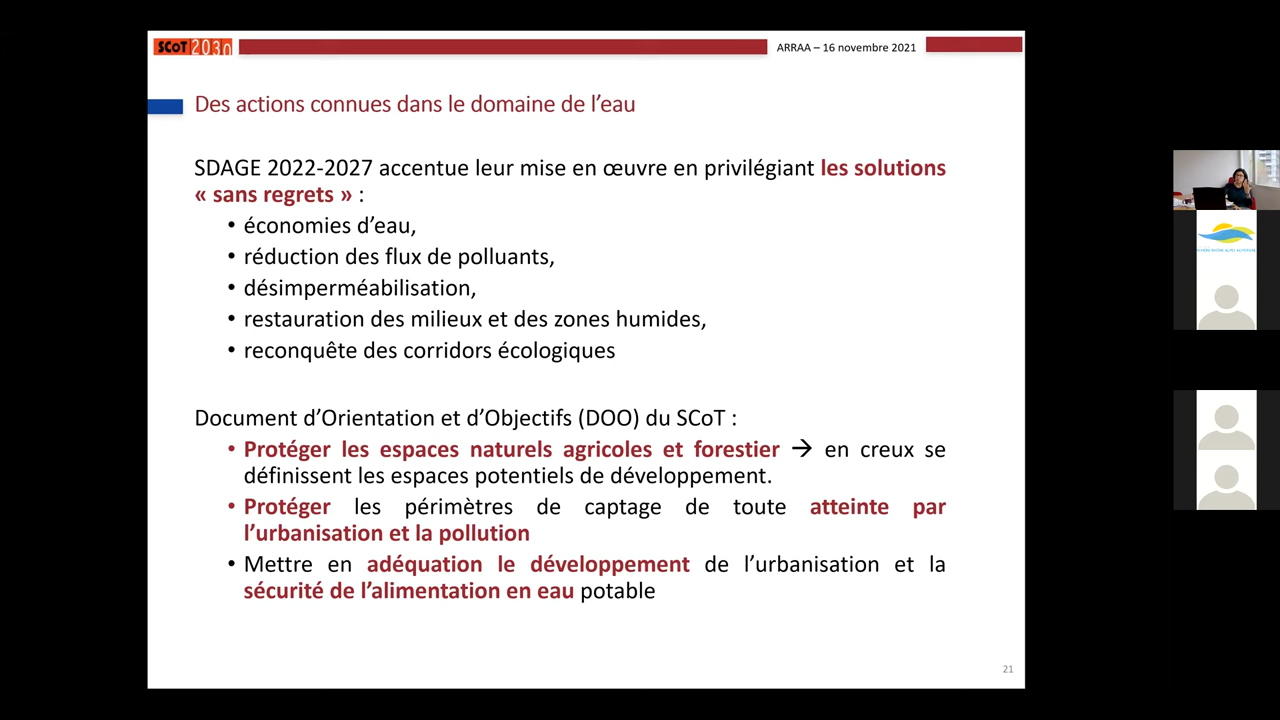 SCoT 2030
ARRAA – 16 novembre 2021
Des actions connues dans le domaine de l’eau
SDAGE 2022-2027 accentue leur mise en œuvre en privilégiant les solutions
« sans regrets » :
• économies d’eau,
• réduction des flux de polluants,
• désimperméabilisation,
• restauration des milieux et des zones humides,
• reconquête des corridors écologiques
Document d’Orientation et d’Objectifs (DOO) du SCoT :
• Protéger les espaces naturels agricoles et forestier → en creux se
définissent les espaces potentiels de développement.
• Protéger les périmètres de captage de toute atteinte par
l’urbanisation et la pollution
• Mettre en adéquation le développement de l’urbanisation et la
sécurité de l’alimentation en eau potable
21